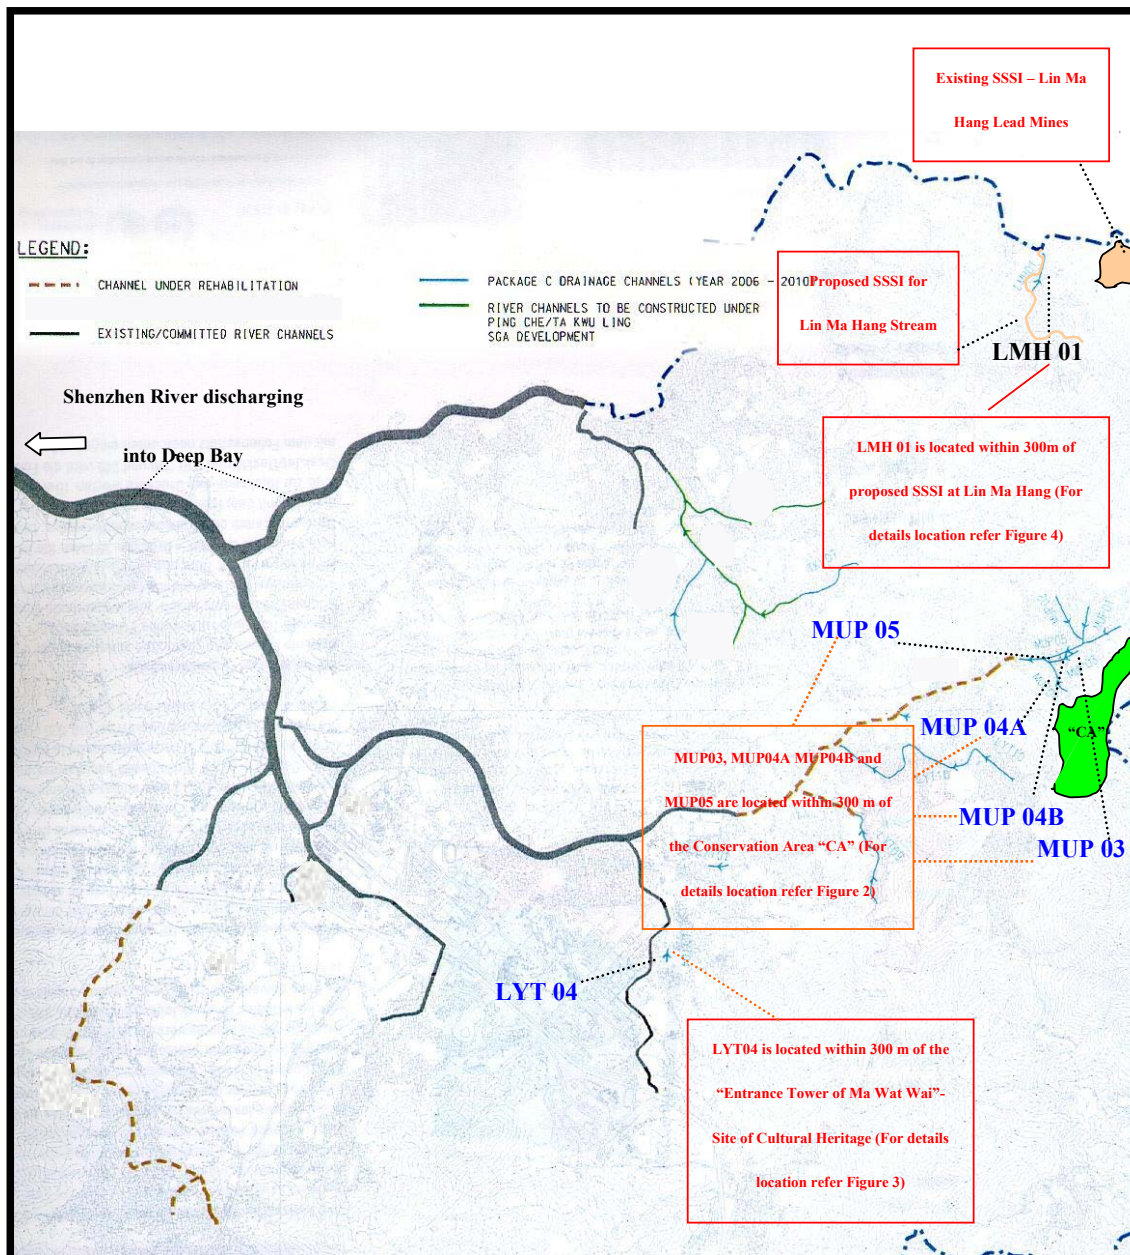 Existing SSSI – Lin Ma
Hang Lead Mines
LEGEND:
CHANNEL UNDER REHABILITATION
EXISTING/COMMITTED RIVER CHANNELS
PACKAGE C DRAINAGE CHANNELS (YEAR 2006 - 2010)
RIVER CHANNELS TO BE CONSTRUCTED UNDER
PING CHE/TA KWU LING
SGA DEVELOPMENT
Proposed SSSI for
Lin Ma Hang Stream
LMH 01
Shenzhen River discharging
into Deep Bay
LMH 01 is located within 300m of
proposed SSSI at Lin Ma Hang (For
details location refer Figure 4)
MUP 05
MUP 04A
"CA"
MUP 04B
MUP 03
MUP03, MUP04A MUP04B and
MUP05 are located within 300 m of
the Conservation Area “CA” (For
details location refer Figure 2)
LYT 04
LYT04 is located within 300 m of the
“Entrance Tower of Ma Wat Wai”-
Site of Cultural Heritage (For details
location refer Figure 3)